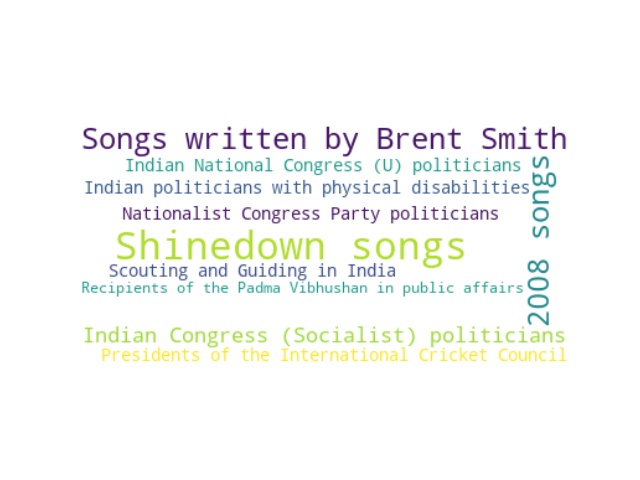 Songs written by Brent Smith
Indian National Congress (U) politicians
Indian politicians with physical disabilities
Nationalist Congress Party politicians
Shinedown songs
Scouting and Guiding in India
Recipients of the Padma Vibhushan in public affairs
2008 songs
Indian Congress (Socialist) politicians
Presidents of the International Cricket Council